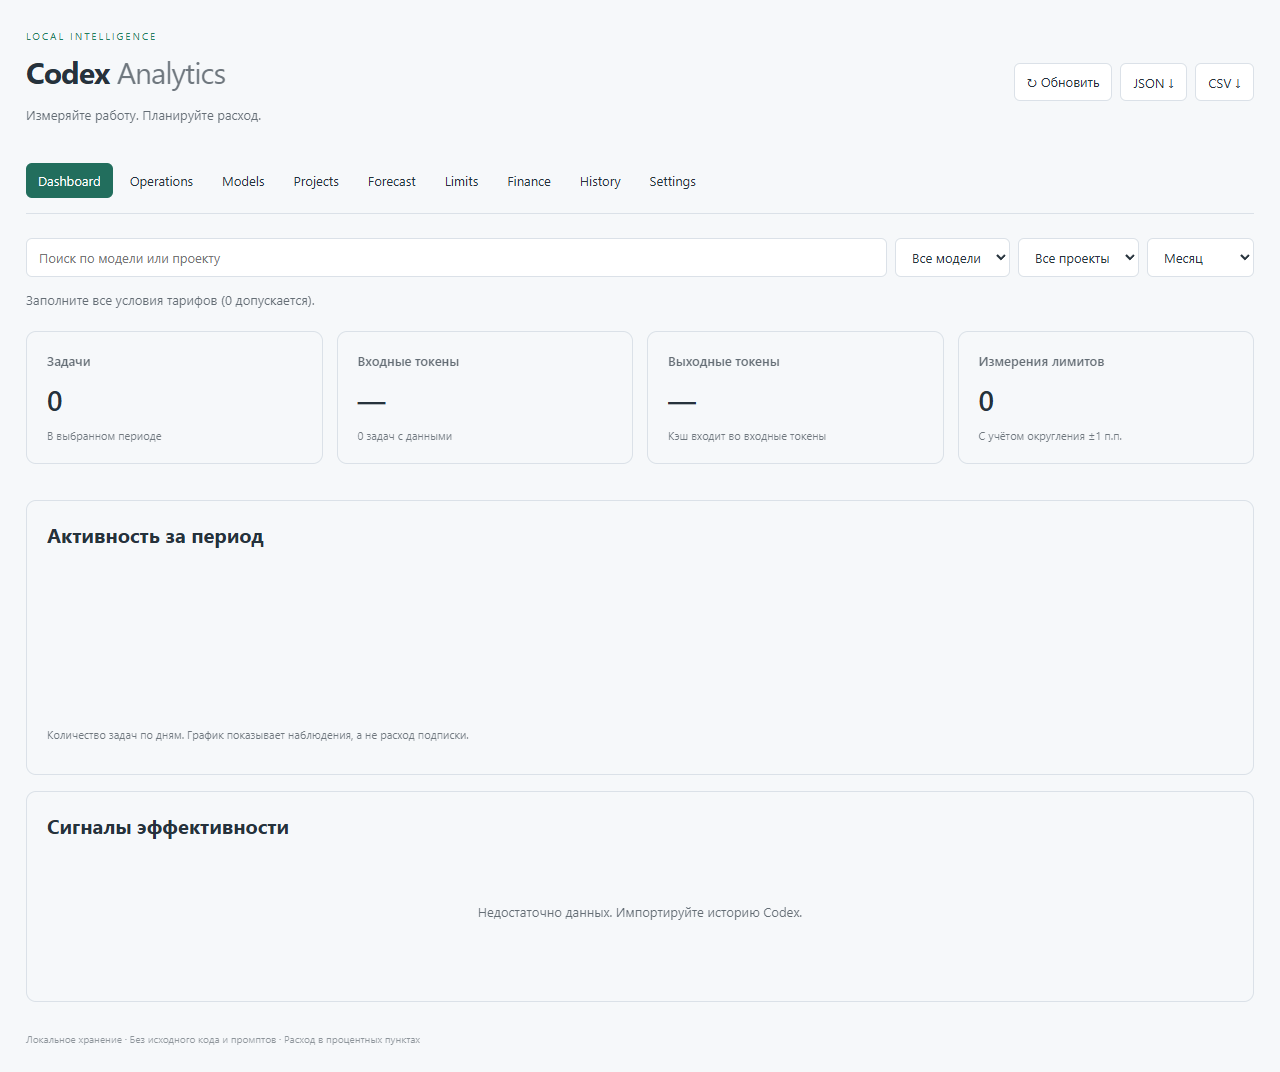 LOCAL INTELLIGENCE
Codex Analytics
Измеряйте работу. Планируйте расход.
↻ Обновить JSON ↓ CSV ↓
Dashboard Operations Models Projects Forecast Limits Finance History Settings
Поиск по модели или проекту Все модели Все проекты Месяц
Заполните все условия тарифов (0 допускается).
Задачи
0
В выбранном периоде
Входные токены
—
0 задач с данными
Выходные токены
—
Кэш входит во входные токены
Измерения лимитов
0
С учётом округления ±1 п.п.
Активность за период
Количество задач по дням. График показывает наблюдения, а не расход подписки.
Сигналы эффективности
Недостаточно данных. Импортируйте историю Codex.
Локальное хранение · Без исходного кода и промптов · Расход в процентных пунктах